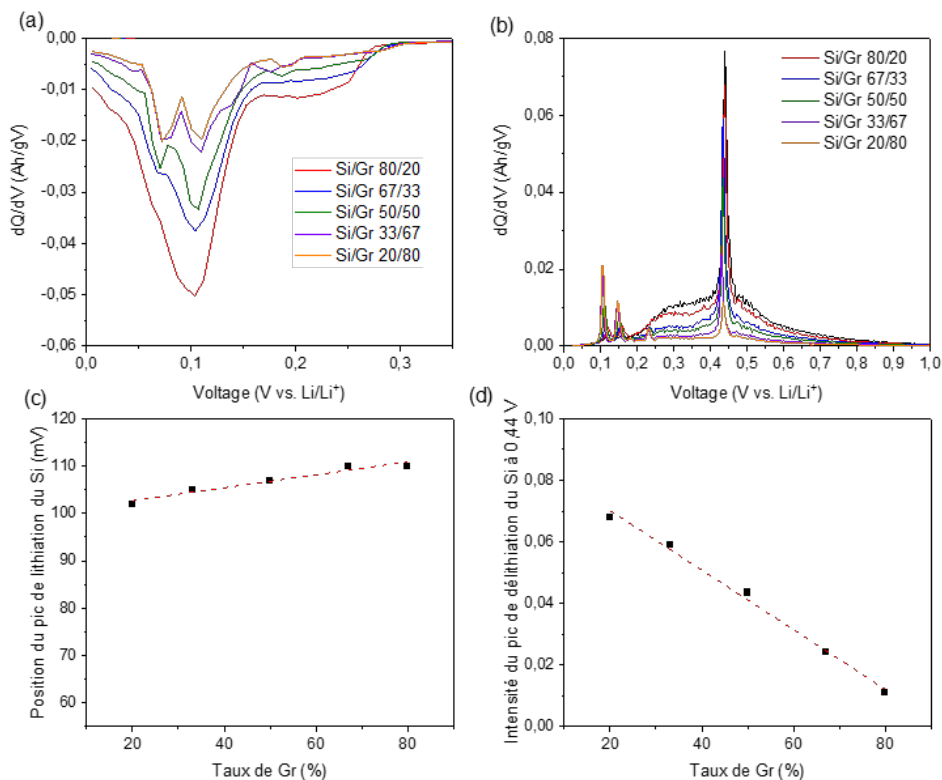 (a)
0,00
-0,01
-0,02
-0,03
-0,04
-0,05
-0,06
dQ/dV (Ah/gV)
Si/Gr 80/20
Si/Gr 67/33
Si/Gr 50/50
Si/Gr 33/67
Si/Gr 20/80
0,0 0,1 0,2 0,3
Voltage (V vs. Li/Li⁺)
(b)
0,08
0,06
0,04
0,02
0,00
dQ/dV (Ah/gV)
Si/Gr 80/20
Si/Gr 67/33
Si/Gr 50/50
Si/Gr 33/67
Si/Gr 20/80
0,0 0,1 0,2 0,3 0,4 0,5 0,6 0,7 0,8 0,9 1,0
Voltage (V vs. Li/Li⁺)
(c)
120
110
100
90
80
70
60
Position du pic de lithiation du Si (mV)
20 40 60 80
Taux de Gr (%)
(d)
0,10
0,08
0,06
0,04
0,02
0,00
Intensité du pic de délithiation du Si à 0,44 V
20 40 60 80
Taux de Gr (%)